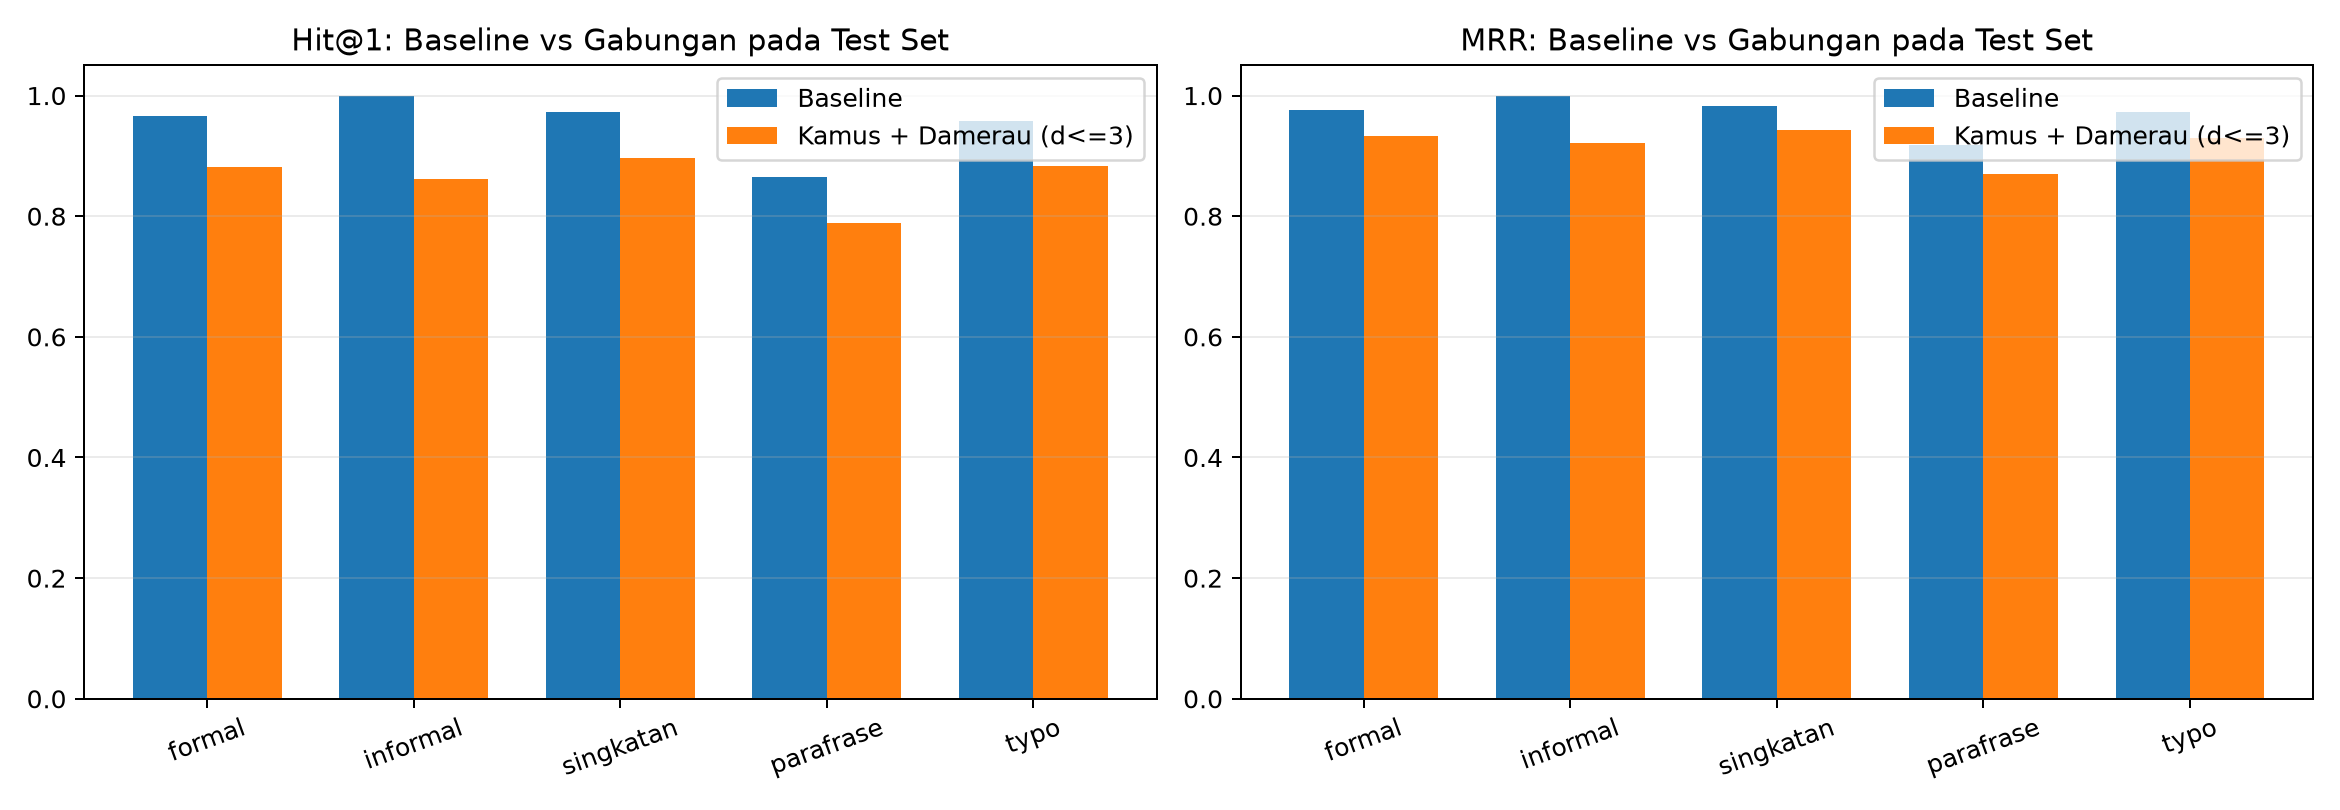 Hit@1: Baseline vs Gabungan pada Test Set
1.0
0.8
0.6
0.4
0.2
0.0
Baseline
Kamus + Damerau (d<=3)
formal
informal
singkatan
parafrase
typo
MRR: Baseline vs Gabungan pada Test Set
1.0
0.8
0.6
0.4
0.2
0.0
Baseline
Kamus + Damerau (d<=3)
formal
informal
singkatan
parafrase
typo